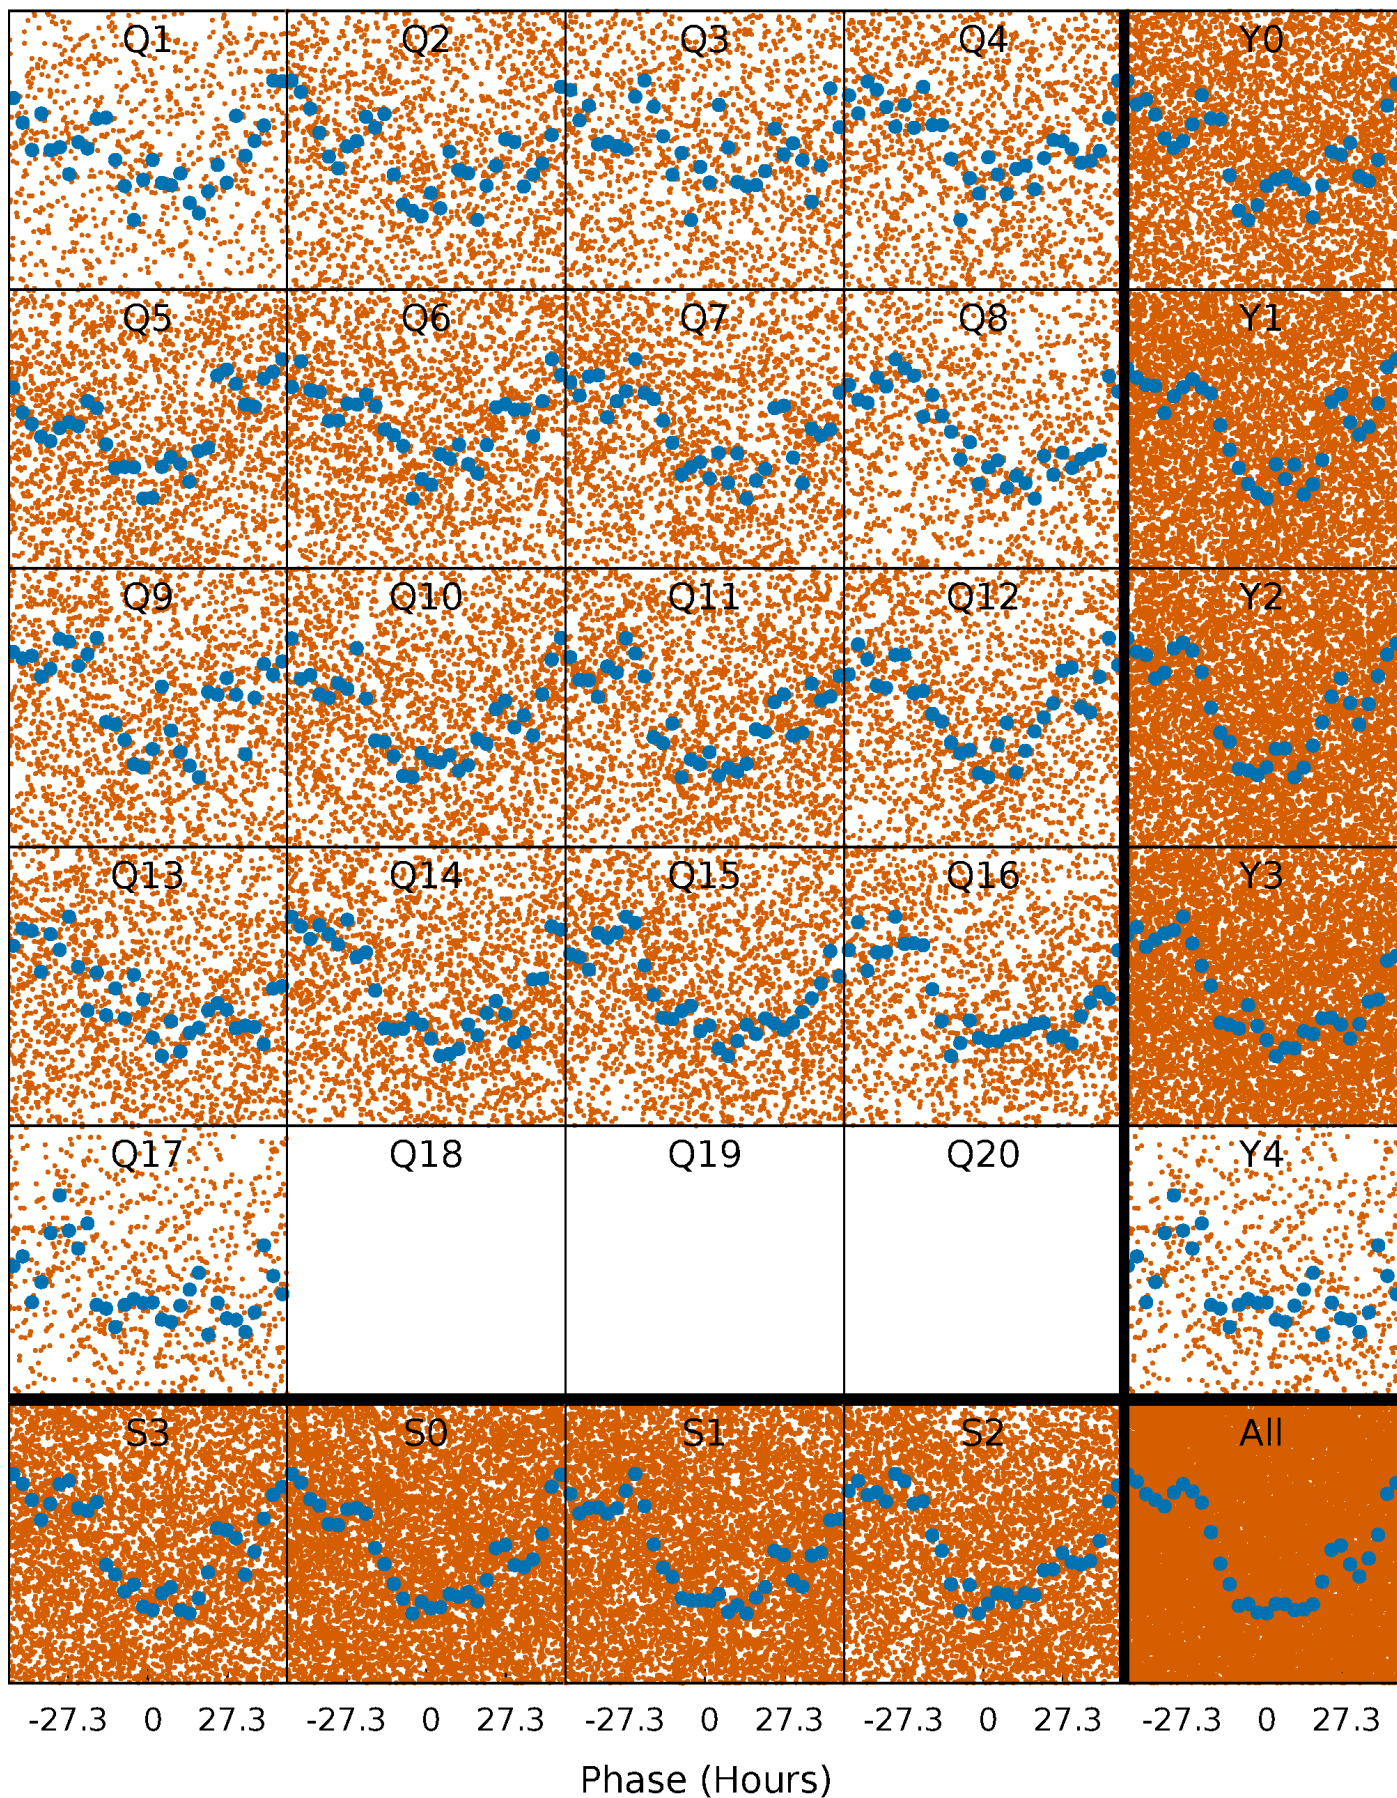 Q1 Q2 Q3 Q4 Y0
Q5 Q6 Q7 Q8 Y1
Q9 Q10 Q11 Q12 Y2
Q13 Q14 Q15 Q16 Y3
Q17 Q18 Q19 Q20 Y4
S3 S0 S1 S2 All
-27.3 0 27.3 -27.3 0 27.3 -27.3 0 27.3 -27.3 0 27.3 -27.3 0 27.3
Phase (Hours)